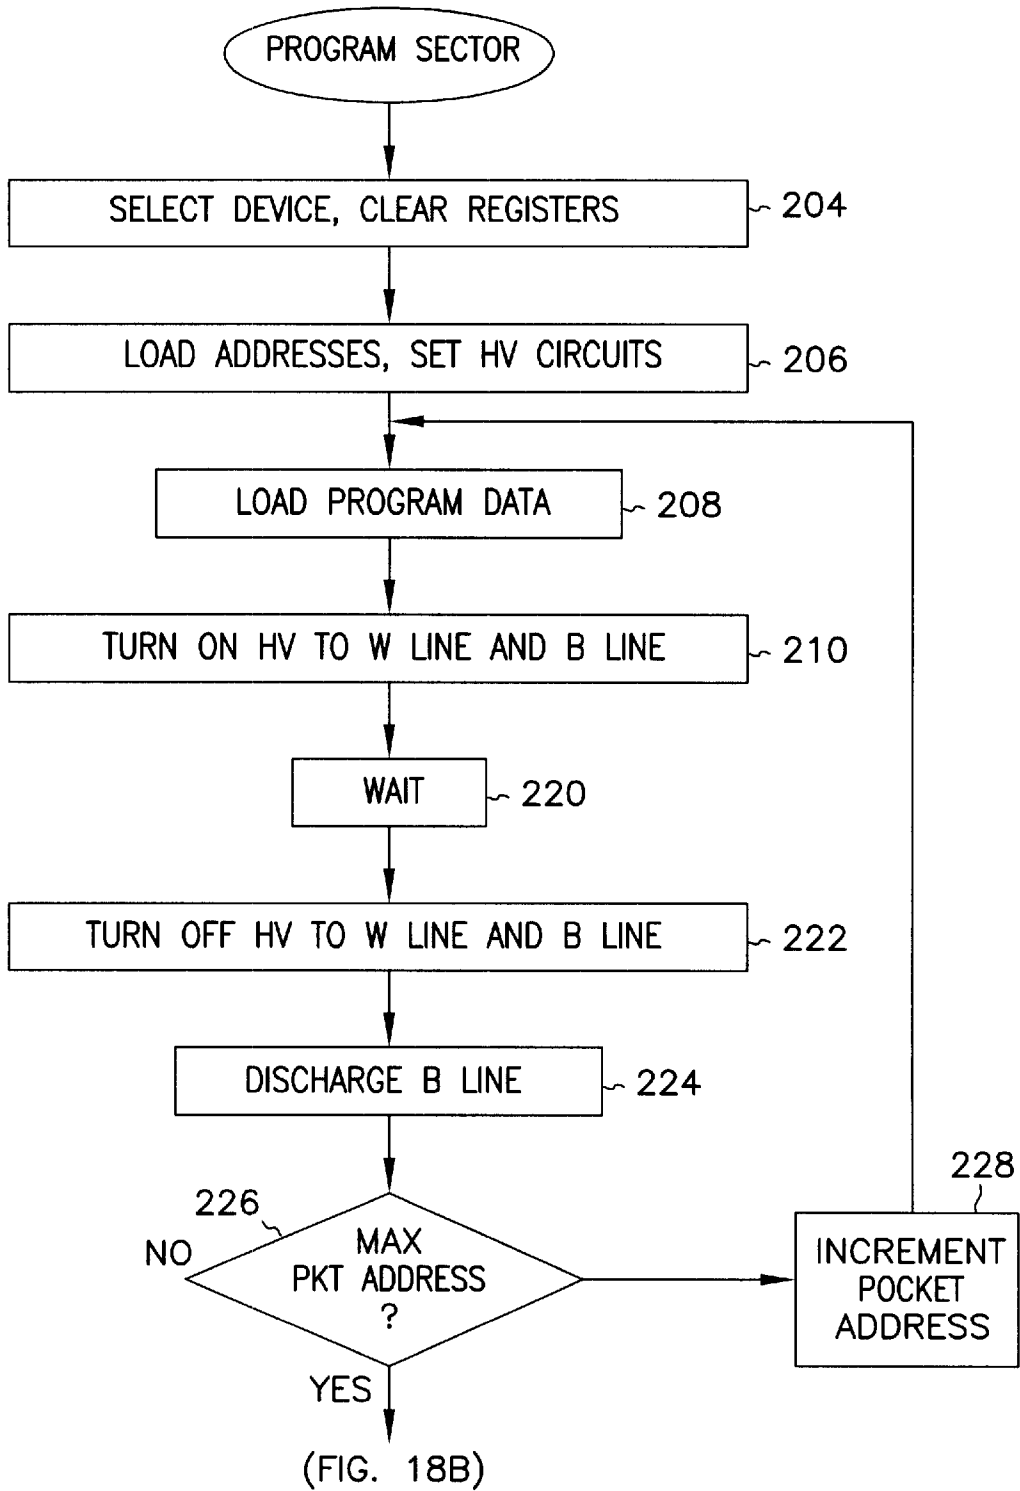 PROGRAM SECTOR
SELECT DEVICE, CLEAR REGISTERS
204
LOAD ADDRESSES, SET HV CIRCUITS
206
LOAD PROGRAM DATA
208
TURN ON HV TO W LINE AND B LINE
210
WAIT
220
TURN OFF HV TO W LINE AND B LINE
222
DISCHARGE B LINE
224
226
NO
MAX
PKT ADDRESS
?
228
INCREMENT
POCKET
ADDRESS
YES
(FIG. 18B)